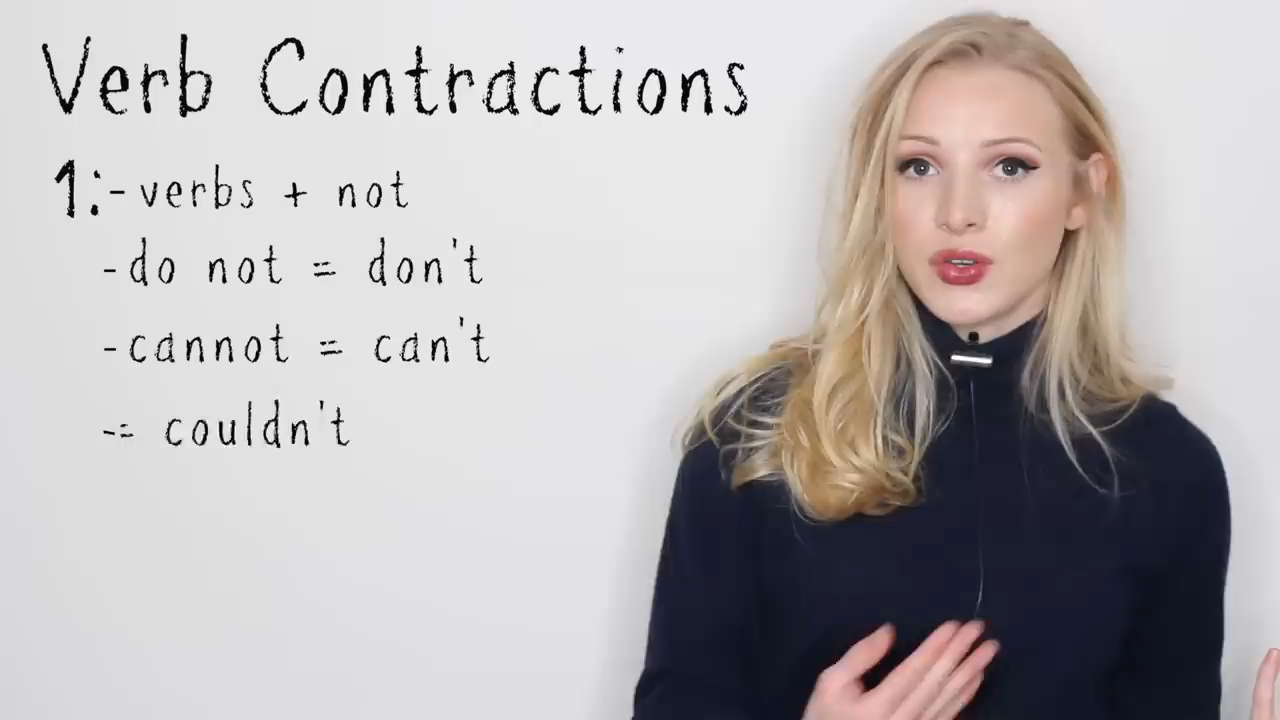 Verb Contractions
1:- verbs + not
-do not = don't
-cannot = can't
-= couldn't